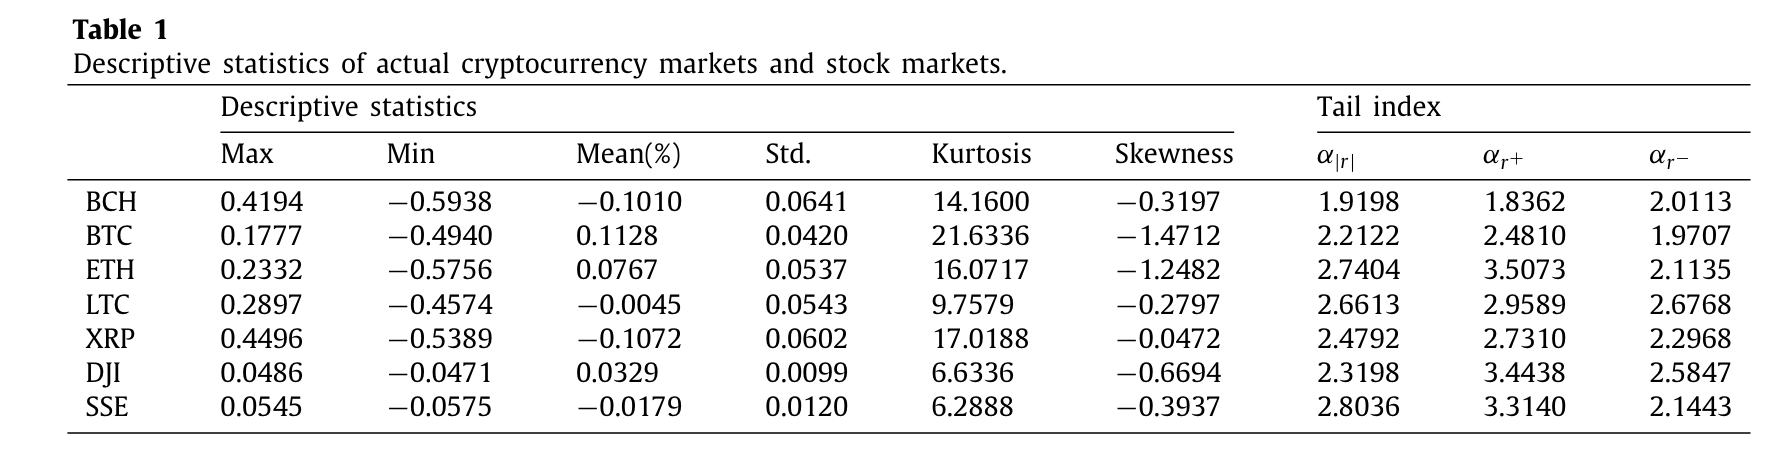 Table 1
Descriptive statistics of actual cryptocurrency markets and stock markets.
Descriptive statistics Tail index
Max Min Mean(%) Std. Kurtosis Skewness α|r| αr+ αr−
BCH 0.4194 −0.5938 −0.1010 0.0641 14.1600 −0.3197 1.9198 1.8362 2.0113
BTC 0.1777 −0.4940 0.1128 0.0420 21.6336 −1.4712 2.2122 2.4810 1.9707
ETH 0.2332 −0.5756 0.0767 0.0537 16.0717 −1.2482 2.7404 3.5073 2.1135
LTC 0.2897 −0.4574 −0.0045 0.0543 9.7579 −0.2797 2.6613 2.9589 2.6768
XRP 0.4496 −0.5389 −0.1072 0.0602 17.0188 −0.0472 2.4792 2.7310 2.2968
DJI 0.0486 −0.0471 0.0329 0.0099 6.6336 −0.6694 2.3198 3.4438 2.5847
SSE 0.0545 −0.0575 −0.0179 0.0120 6.2888 −0.3937 2.8036 3.3140 2.1443